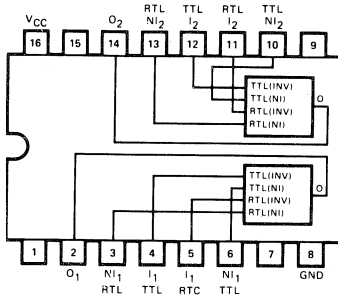 RTL TTL RTL TTL
VCC O2 NI2 I2 I2 NI2
16 15 14 13 12 11 10 9
TTL(INV)
TTL(NI) O
RTL(INV)
RTL(NI)
TTL(INV)
TTL(NI) O
RTL(INV)
RTL(NI)
1 2 3 4 5 6 7 8
O1 NI1 I1 I1 NI1 GND
RTL TTL RTC TTL